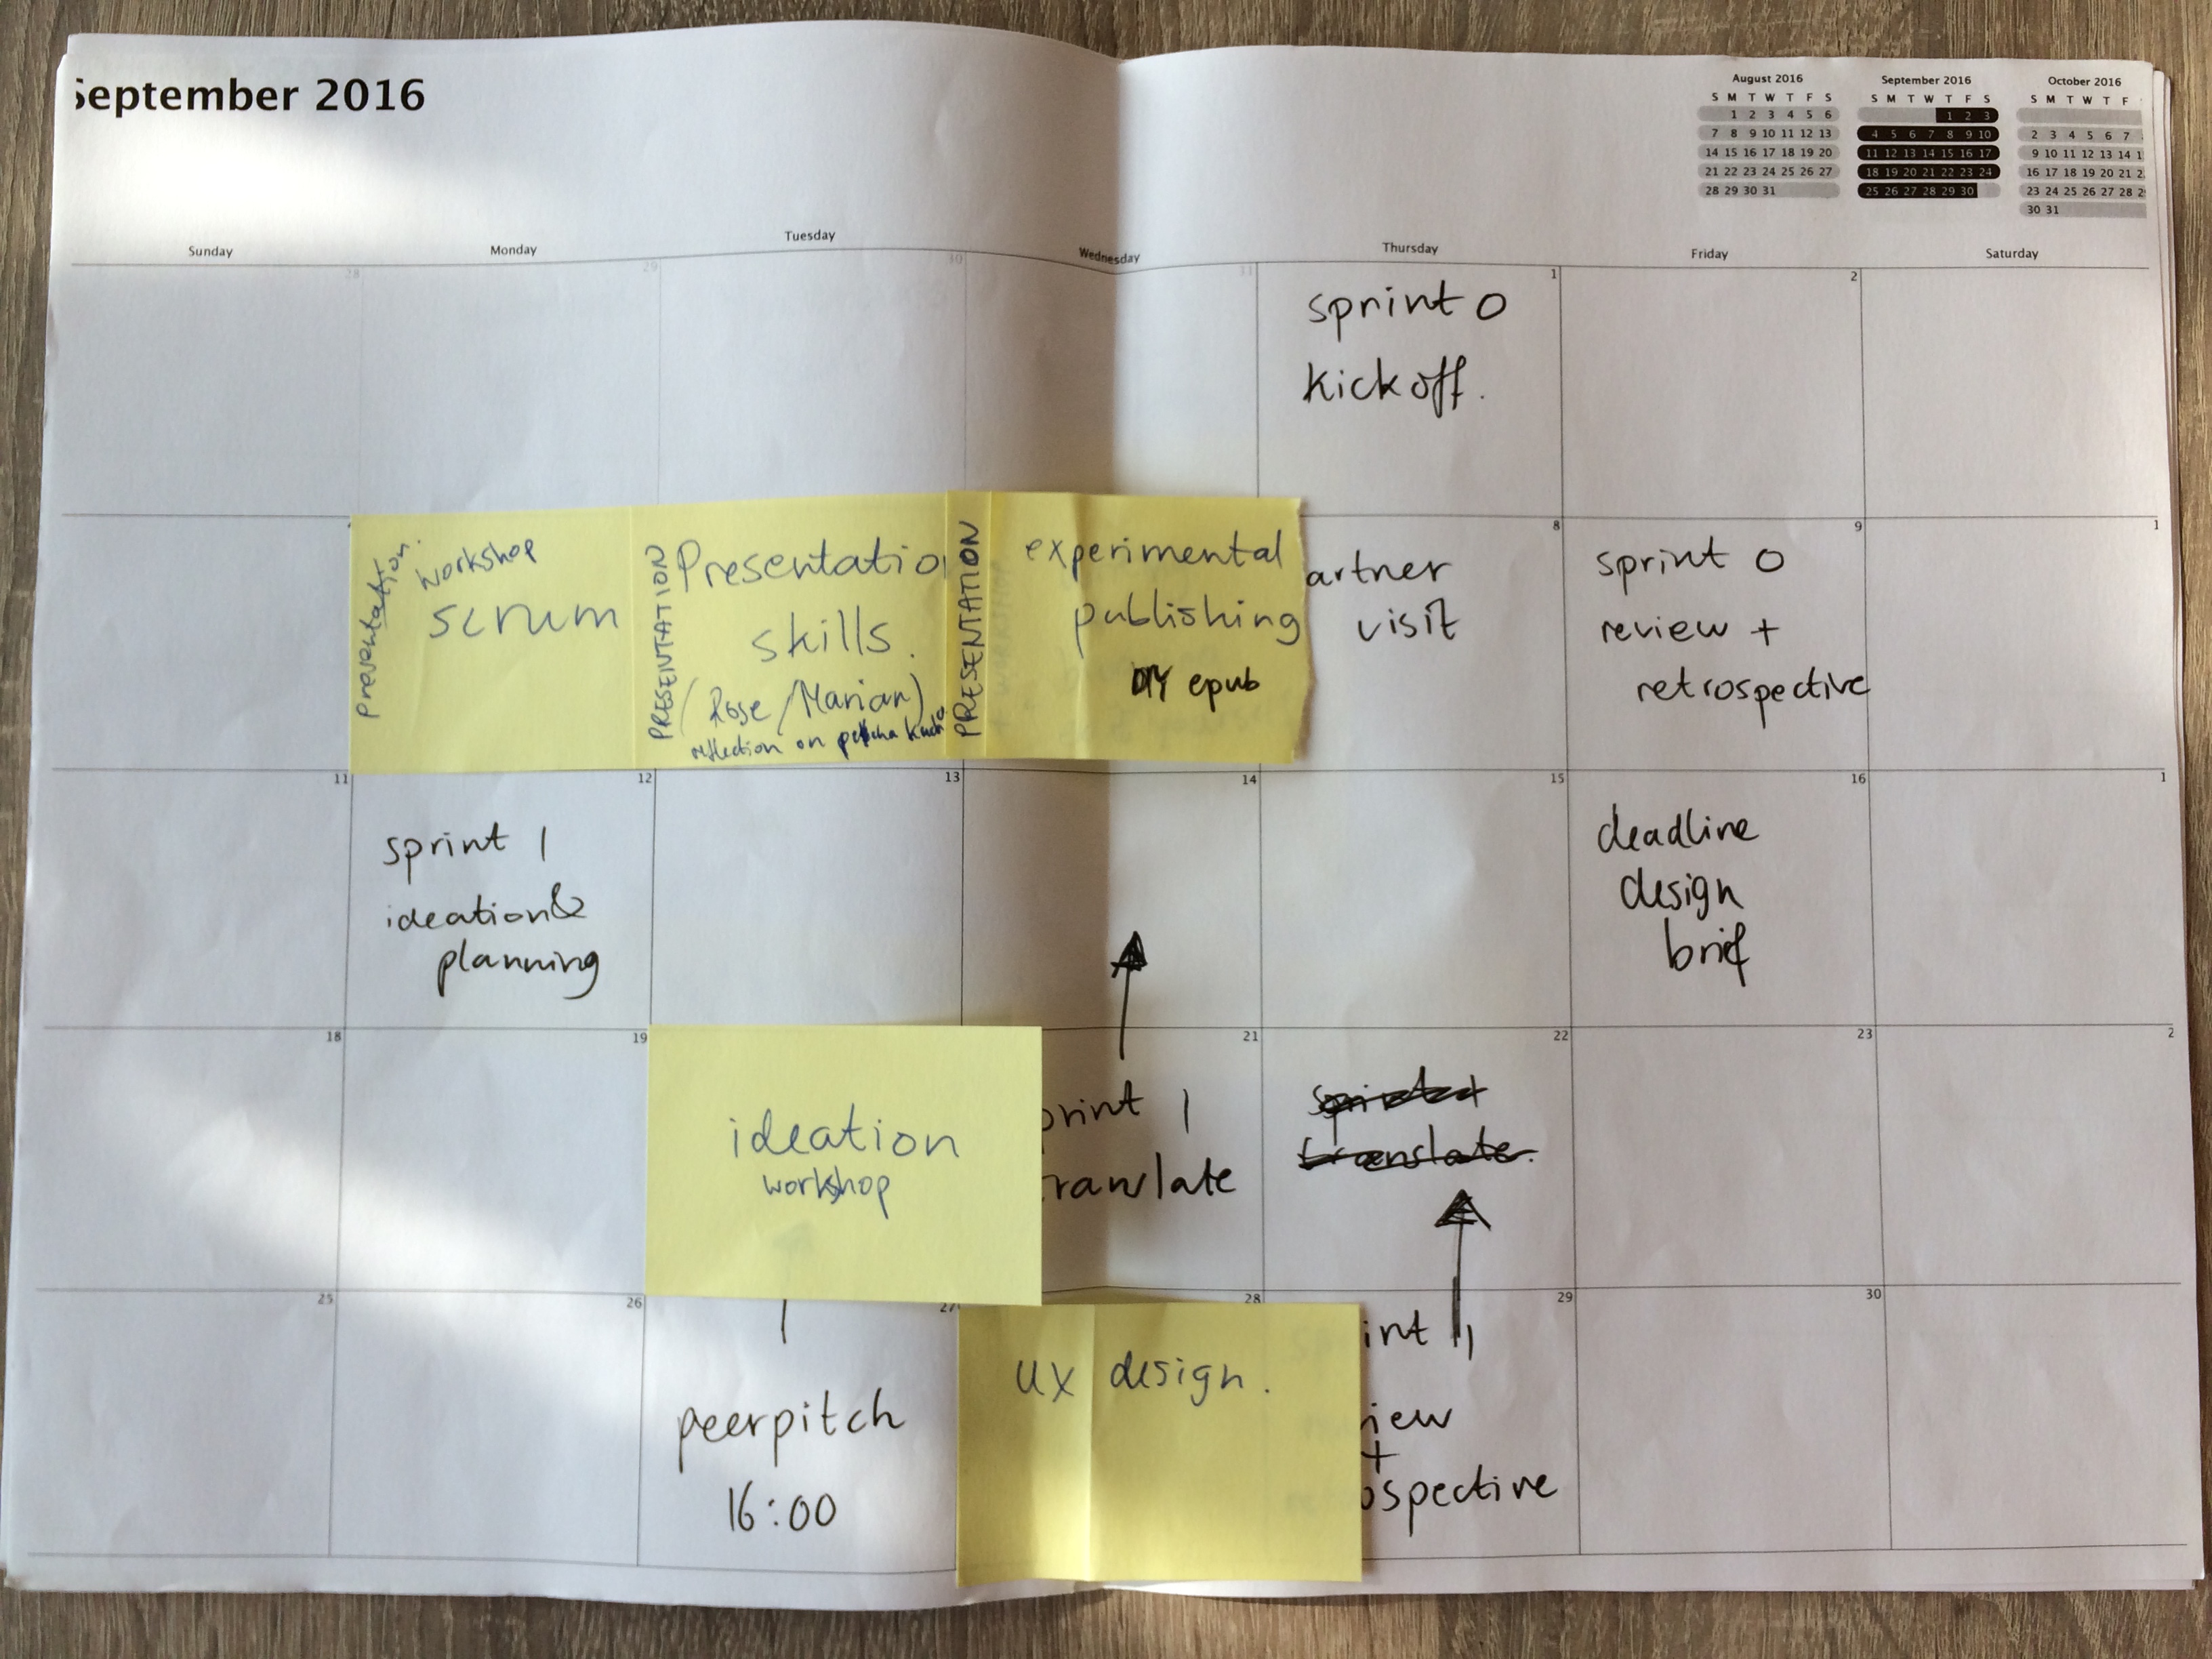 September 2016
August 2016
S M T W T F S
1 2 3 4 5 6
7 8 9 10 11 12 13
14 15 16 17 18 19 20
21 22 23 24 25 26 27
28 29 30 31
September 2016
S M T W T F S
1 2 3
4 5 6 7 8 9 10
11 12 13 14 15 16 17
18 19 20 21 22 23 24
25 26 27 28 29 30
October 2016
S M T W T F
2 3 4 5 6 7
9 10 11 12 13 14 1
16 17 18 19 20 21 2
23 24 25 26 27 28 2
30 31
Sunday Monday Tuesday Wednesday Thursday Friday Saturday
28 29 30 1 2
sprint 0
kickoff.
8 9 1
presentation.
workshop
scrum
PRESENTATION
Presentatio
skills.
(Rose/Marian)
reflection on
PRESENTATION
experimental
publishing
DIY epub
artner
visit
sprint 0
review +
retrospective
11 12 13 14 15 16 1
sprint 1
ideation &
planning
deadline
design
brief
18 19 21 22 23 2
ideation
workshop
print 1
ranslate
translate.
25 26 27 28 29 30
peerpitch
16:00
ux design.
int 1
iew
+
ospective